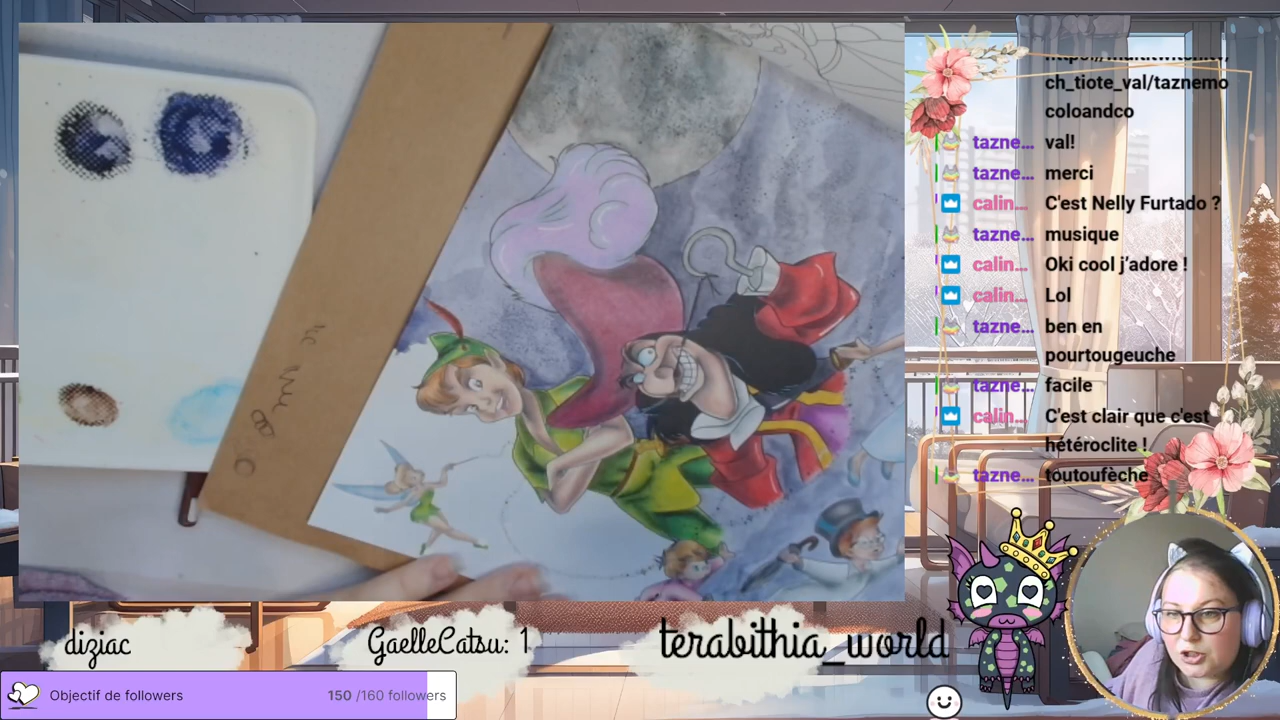 ch_tiote_val/taznemo
coloandco
tazne... val!
tazne... merci
calin... C'est Nelly Furtado ?
tazne... musique
calin... Oki cool j’adore !
calin... Lol
tazne... ben en
pourtougeuche
tazne... facile
calin... C'est clair que c'est
hétéroclite !
tazne... toutoufèche
diziac
GaelleCatsu: 1
terabithia_world
Objectif de followers 150 /160 followers